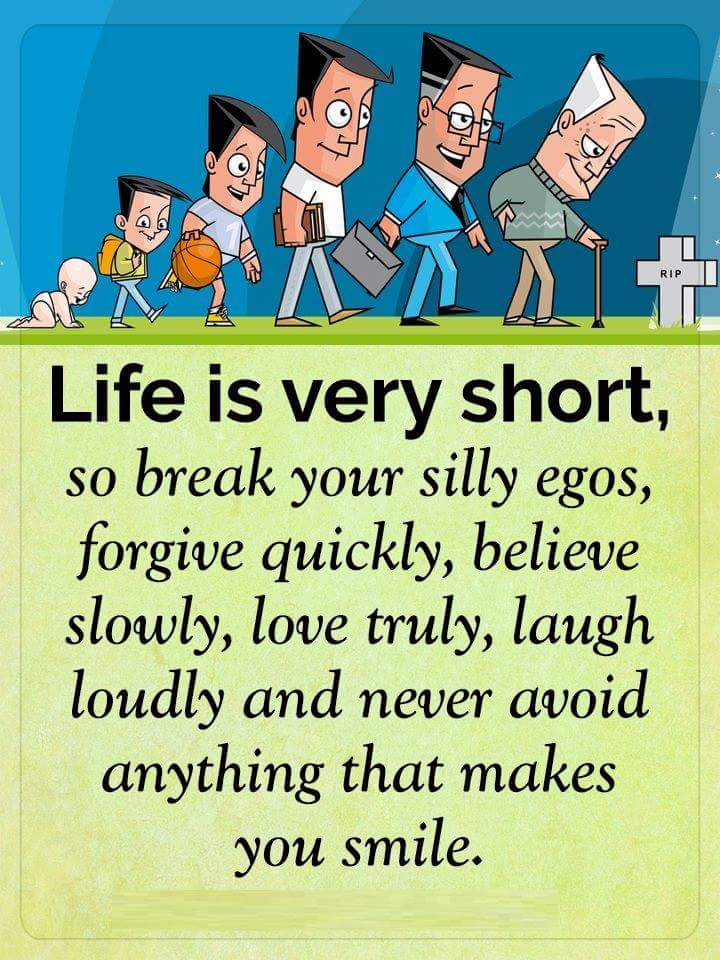 RIP
Life is very short,
so break your silly egos,
forgive quickly, believe
slowly, love truly, laugh
loudly and never avoid
anything that makes
you smile.